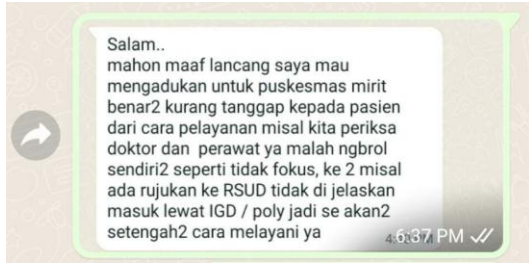 Salam..
mahon maaf lancang saya mau
mengadukan untuk puskesmas mirit
benar2 kurang tanggap kepada pasien
dari cara pelayanan misal kita periksa
doktor dan perawat ya malah ngbrol
sendiri2 seperti tidak fokus, ke 2 misal
ada rujukan ke RSUD tidak di jelaskan
masuk lewat IGD / poly jadi se akan2
setengah2 cara melayani ya
6:37 PM